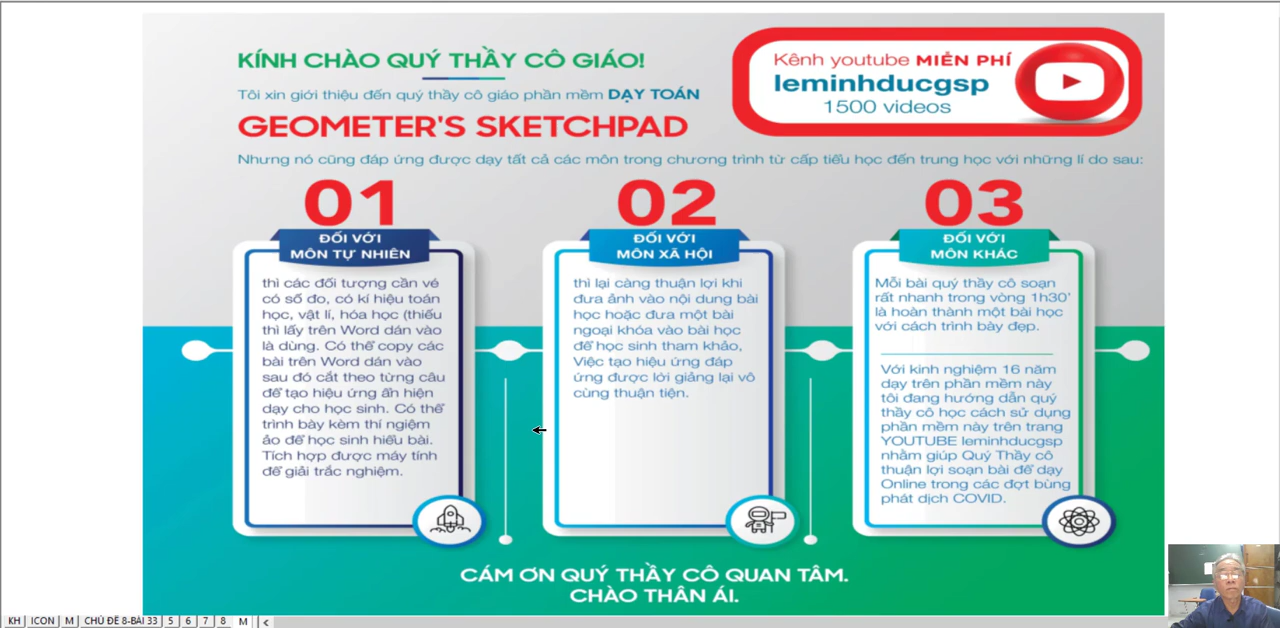 KÍNH CHÀO QUÝ THẦY CÔ GIÁO!
Tôi xin giới thiệu đến quý thầy cô giáo phần mềm DẠY TOÁN
GEOMETER'S SKETCHPAD
Kênh youtube MIỄN PHÍ
leminhducgsp
1500 videos
Nhưng nó cũng đáp ứng được dạy tất cả các môn trong chương trình từ cấp tiểu học đến trung học với những lí do sau:
01
ĐỐI VỚI
MÔN TỰ NHIÊN
thì các đối tượng cần vẽ
có số đo, có kí hiệu toán
học, vật lí, hóa học (thiếu
thì lấy trên Word dán vào
là dùng. Có thể copy các
bài trên Word dán vào
sau đó cắt theo từng câu
để tạo hiệu ứng ẩn hiện
dạy cho học sinh. Có thể
trình bày kèm thí ngiệm
ảo để học sinh hiểu bài.
Tích hợp được máy tính
để giải trắc nghiệm.
02
ĐỐI VỚI
MÔN XÃ HỘI
thì lại càng thuận lợi khi
đưa ảnh vào nội dung bài
học hoặc đưa một bài
ngoại khóa vào bài học
để học sinh tham khảo,
Việc tạo hiệu ứng đáp
ứng được lời giảng lại vô
cùng thuận tiện.
03
ĐỐI VỚI
MÔN KHÁC
Mỗi bài quý thầy cô soạn
rất nhanh trong vòng 1h30'
là hoàn thành một bài học
với cách trình bày đẹp.
Với kinh nghiệm 16 năm
dạy trên phần mềm này
tôi đang hướng dẫn quý
thầy cô học cách sử dụng
phần mềm này trên trang
YOUTUBE leminhducgsp
nhằm giúp Quý Thầy cô
thuận lợi soạn bài để dạy
Online trong các đợt bùng
phát dịch COVID.
CÁM ƠN QUÝ THẦY CÔ QUAN TÂM.
CHÀO THÂN ÁI.
KH | ICON | M | CHỦ ĐỀ 8-BÀI 33 | 5 | 6 | 7 | 8 | M